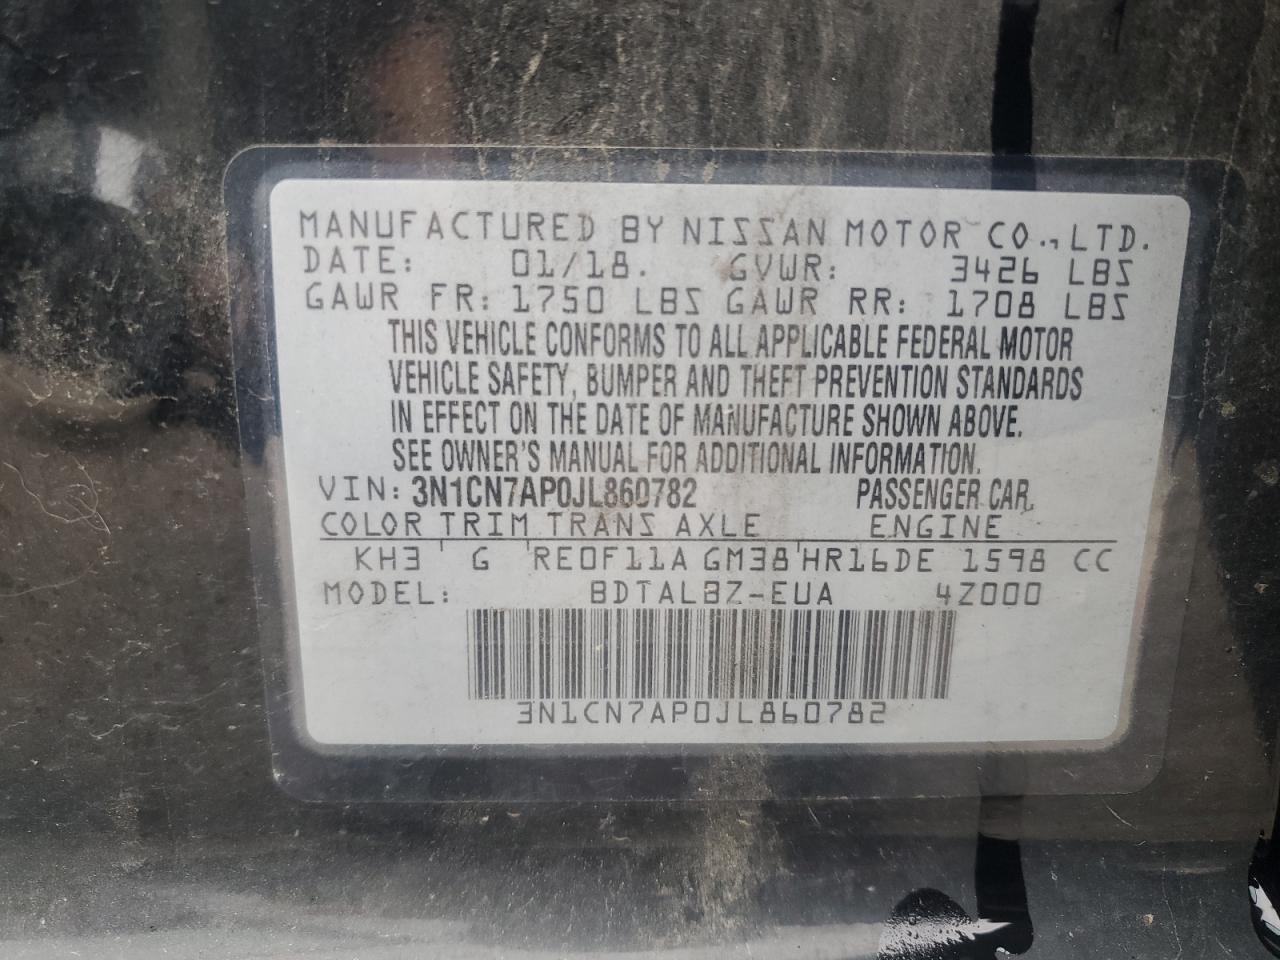 MANUFACTURED BY NISSAN MOTOR CO., LTD.
DATE: 01/18. GVWR: 3426 LBS
GAWR FR: 1750 LBS GAWR RR: 1708 LBS
THIS VEHICLE CONFORMS TO ALL APPLICABLE FEDERAL MOTOR
VEHICLE SAFETY, BUMPER AND THEFT PREVENTION STANDARDS
IN EFFECT ON THE DATE OF MANUFACTURE SHOWN ABOVE.
SEE OWNER'S MANUAL FOR ADDITIONAL INFORMATION.
VIN: 3N1CN7AP0JL860782 PASSENGER CAR
COLOR TRIM TRANS AXLE ENGINE
KH3 ' G ' RE0F11A GM38 ' HR16DE 1598 CC
MODEL: BDTALBZ-EUA 4Z000
3N1CN7AP0JL860782